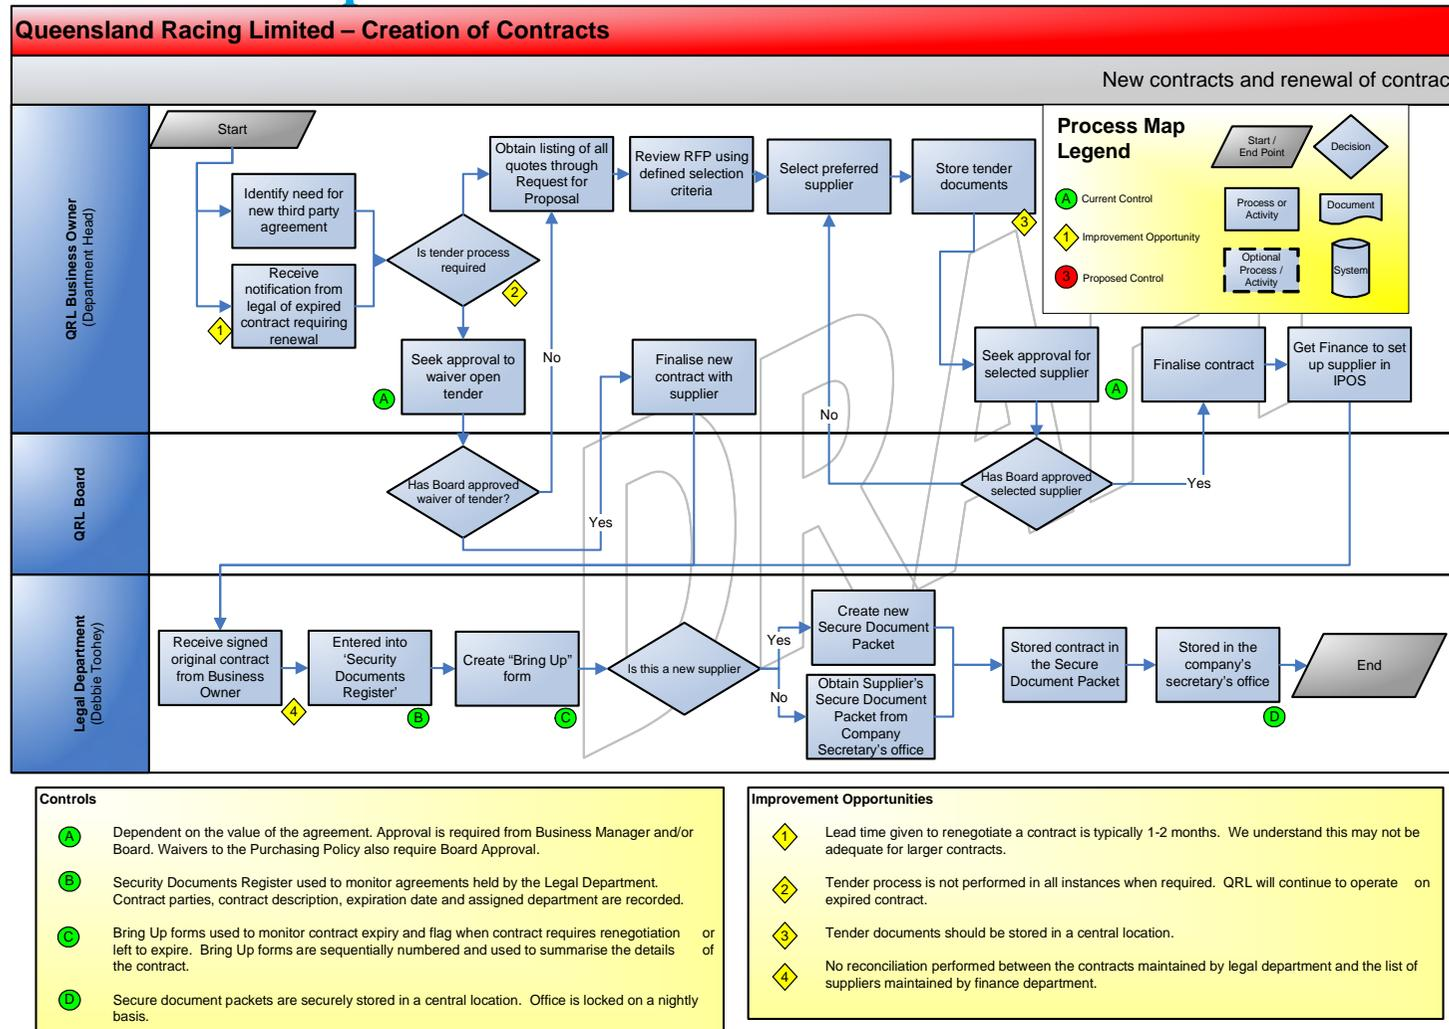 Queensland Racing Limited – Creation of Contracts
New contracts and renewal of contrac
QRL Business Owner
(Department Head)
Start
Identify need for
new third party
agreement
Receive
notification from
legal of expired
contract requiring
renewal
1
Is tender process
required
2
Obtain listing of all
quotes through
Request for
Proposal
Review RFP using
defined selection
criteria
Select preferred
supplier
Store tender
documents
3
Seek approval to
waiver open
tender
A
No
Finalise new
contract with
supplier
No
Seek approval for
selected supplier
A
Finalise contract
Get Finance to set
up supplier in
IPOS
Process Map
Legend
Start /
End Point
Decision
A
Current Control
Process or
Activity
Document
1
Improvement Opportunity
Optional
Process /
Activity
System
3
Proposed Control
QRL Board
Has Board approved
waiver of tender?
Yes
Has Board approved
selected supplier
Yes
DRA
Legal Department
(Debbie Toohey)
Receive signed
original contract
from Business
Owner
4
Entered into
‘Security
Documents
Register’
B
Create “Bring Up”
form
C
Is this a new supplier
Yes
No
Create new
Secure Document
Packet
Obtain Supplier’s
Secure Document
Packet from
Company
Secretary’s office
Stored contract in
the Secure
Document Packet
Stored in the
company’s
secretary’s office
D
End
Controls
A
Dependent on the value of the agreement. Approval is required from Business Manager and/or
Board. Waivers to the Purchasing Policy also require Board Approval.
B
Security Documents Register used to monitor agreements held by the Legal Department.
Contract parties, contract description, expiration date and assigned department are recorded.
C
Bring Up forms used to monitor contract expiry and flag when contract requires renegotiation or
left to expire. Bring Up forms are sequentially numbered and used to summarise the details of
the contract.
D
Secure document packets are securely stored in a central location. Office is locked on a nightly
basis.
Improvement Opportunities
1
Lead time given to renegotiate a contract is typically 1-2 months. We understand this may not be
adequate for larger contracts.
2
Tender process is not performed in all instances when required. QRL will continue to operate on
expired contract.
3
Tender documents should be stored in a central location.
4
No reconciliation performed between the contracts maintained by legal department and the list of
suppliers maintained by finance department.